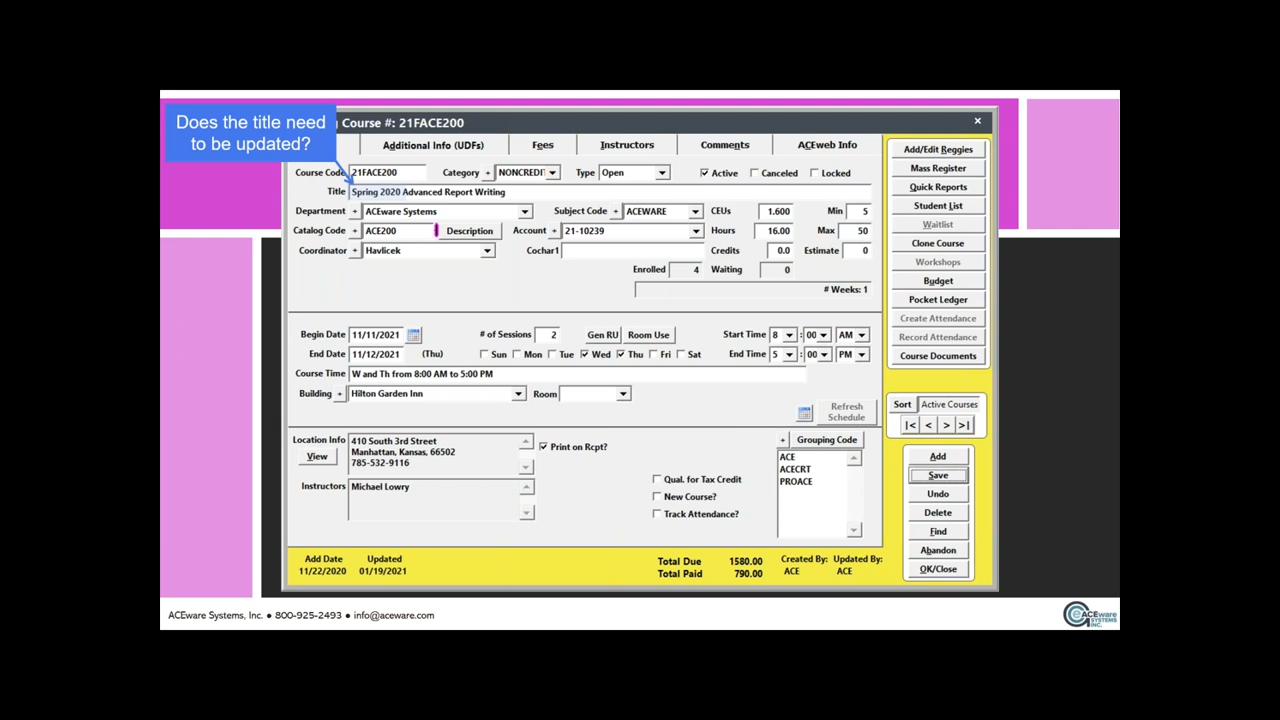 Does the title need
to be updated?
Course #: 21FACE200
Additional Info (UDFs) Fees Instructors Comments ACEweb Info
Course Code 21FACE200 Category + NONCREDIT Type Open Active Canceled Locked
Title Spring 2020 Advanced Report Writing
Department + ACEware Systems Subject Code + ACEWARE CEUs 1.600 Min 5
Catalog Code + ACE200 Description Account + 21-10239 Hours 16.00 Max 50
Coordinator + Havlicek Cochar1 Credits 0.0 Estimate 0
Enrolled 4 Waiting 0
# Weeks: 1
Begin Date 11/11/2021 # of Sessions 2 Gen RU Room Use Start Time 8 : 00 AM
End Date 11/12/2021 (Thu) Sun Mon Tue Wed Thu Fri Sat End Time 5 : 00 PM
Course Time W and Th from 8:00 AM to 5:00 PM
Building + Hilton Garden Inn Room
Refresh
Schedule
Location Info 410 South 3rd Street
Manhattan, Kansas, 66502
785-532-9116
View
Print on Rcpt?
Instructors Michael Lowry
Qual. for Tax Credit
New Course?
Track Attendance?
+ Grouping Code
ACE
ACECRT
PROACE
Add Date Updated
11/22/2020 01/19/2021
Total Due 1580.00
Total Paid 790.00
Created By: Updated By:
ACE ACE
Add/Edit Reggies
Mass Register
Quick Reports
Student List
Waitlist
Clone Course
Workshops
Budget
Pocket Ledger
Create Attendance
Record Attendance
Course Documents
Sort Active Courses
|< < > >|
Add
Save
Undo
Delete
Find
Abandon
OK/Close
ACEware Systems, Inc. ● 800-925-2493 ● info@aceware.com
ACEware
SYSTEMS
INC.